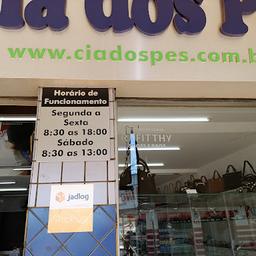 ia dos P
www.ciadospes.com.b
Horário de
Funcionamento
Segunda a
Sexta
8:30 as 18:00
Sábado
8:30 as 13:00
jadlog